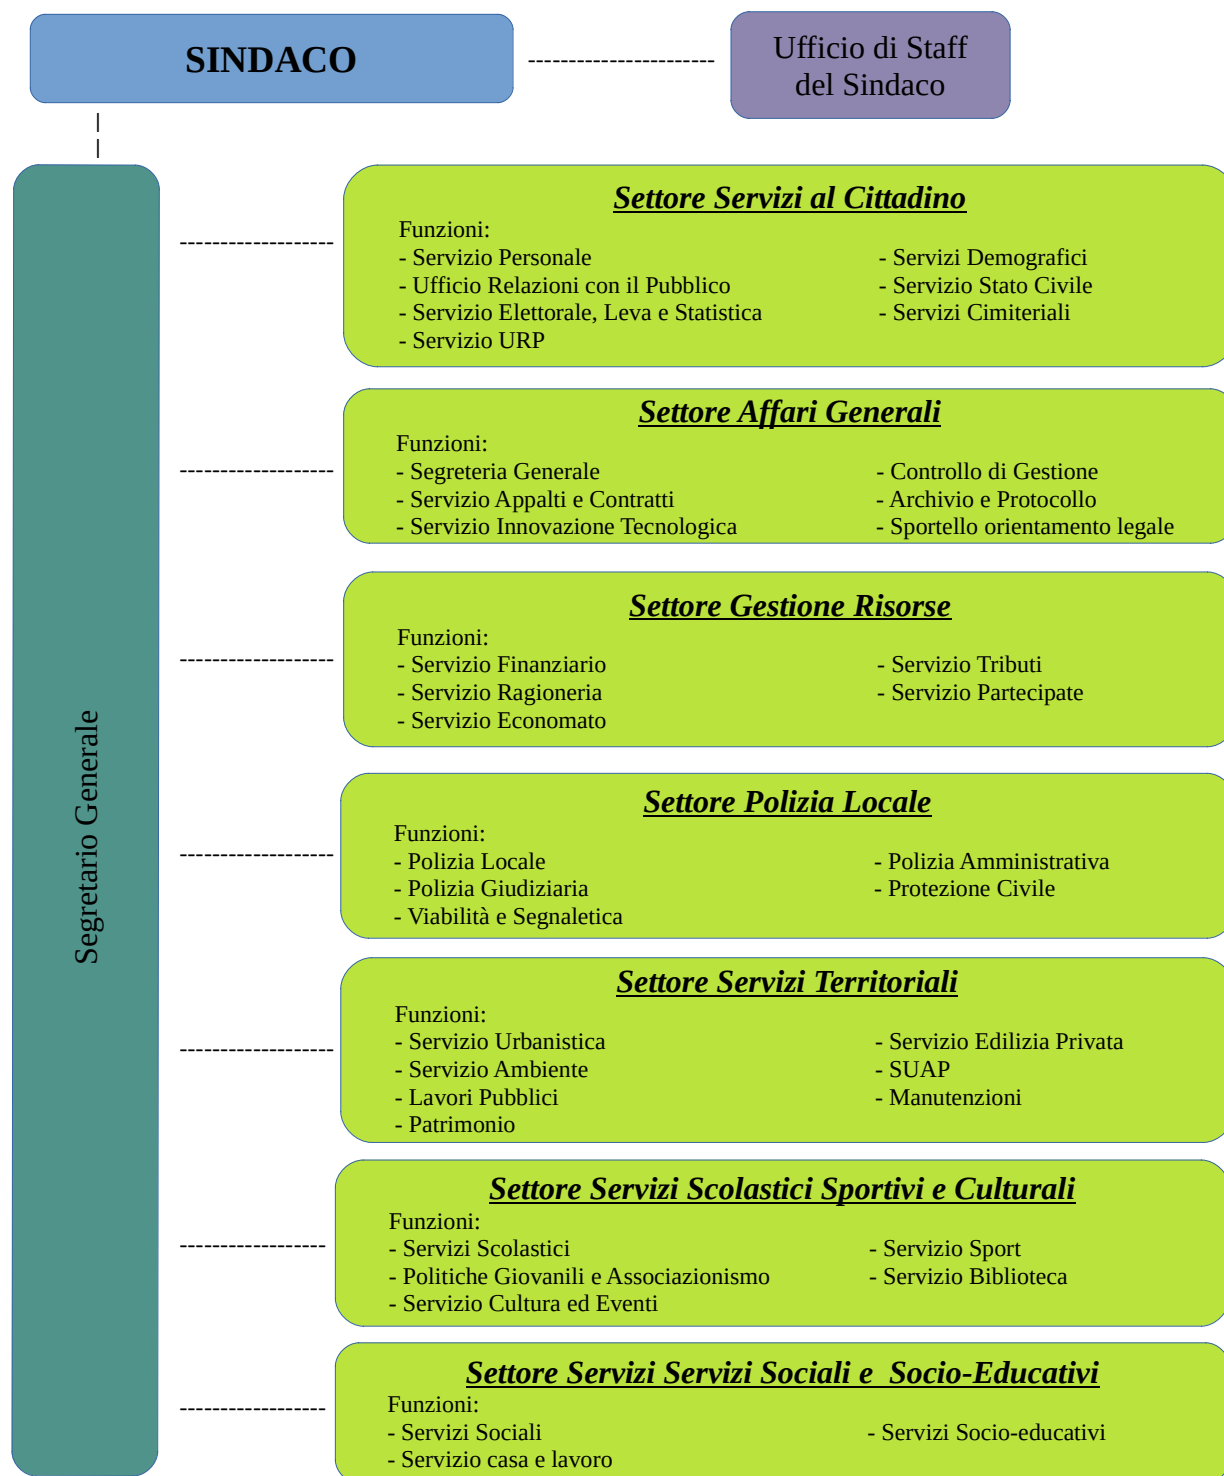 SINDACO
Ufficio di Staff
del Sindaco
Segretario Generale
Settore Servizi al Cittadino
Funzioni:
- Servizio Personale
- Ufficio Relazioni con il Pubblico
- Servizio Elettorale, Leva e Statistica
- Servizio URP
- Servizi Demografici
- Servizio Stato Civile
- Servizi Cimiteriali
Settore Affari Generali
Funzioni:
- Segreteria Generale
- Servizio Appalti e Contratti
- Servizio Innovazione Tecnologica
- Controllo di Gestione
- Archivio e Protocollo
- Sportello orientamento legale
Settore Gestione Risorse
Funzioni:
- Servizio Finanziario
- Servizio Ragioneria
- Servizio Economato
- Servizio Tributi
- Servizio Partecipate
Settore Polizia Locale
Funzioni:
- Polizia Locale
- Polizia Giudiziaria
- Viabilità e Segnaletica
- Polizia Amministrativa
- Protezione Civile
Settore Servizi Territoriali
Funzioni:
- Servizio Urbanistica
- Servizio Ambiente
- Lavori Pubblici
- Patrimonio
- Servizio Edilizia Privata
- SUAP
- Manutenzioni
Settore Servizi Scolastici Sportivi e Culturali
Funzioni:
- Servizi Scolastici
- Politiche Giovanili e Associazionismo
- Servizio Cultura ed Eventi
- Servizio Sport
- Servizio Biblioteca
Settore Servizi Servizi Sociali e  Socio-Educativi
Funzioni:
- Servizi Sociali
- Servizio casa e lavoro
- Servizi Socio-educativi